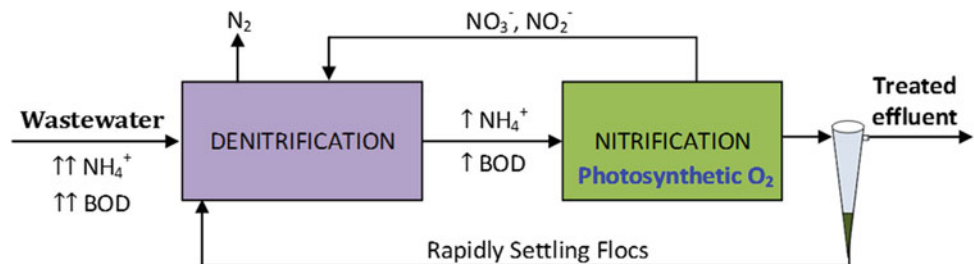 N₂
NO₃⁻, NO₂⁻
Wastewater
↑↑ NH₄⁺
↑↑ BOD
DENITRIFICATION
↑ NH₄⁺
↑ BOD
NITRIFICATION
Photosynthetic O₂
Treated
effluent
Rapidly Settling Flocs